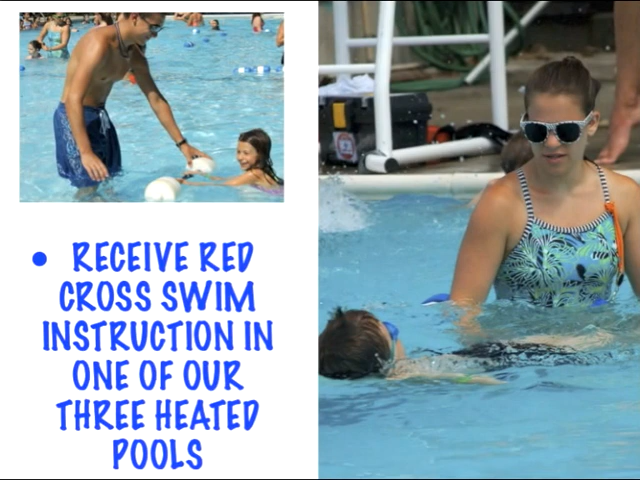 • RECEIVE RED
CROSS SWIM
INSTRUCTION IN
ONE OF OUR
THREE HEATED
POOLS